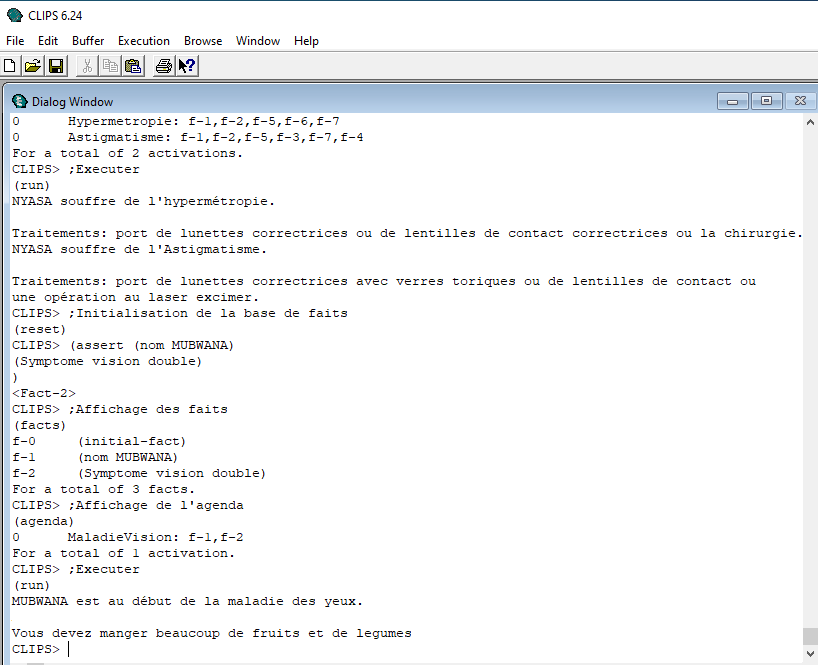 CLIPS 6.24
File Edit Buffer Execution Browse Window Help
Dialog Window
0      Hypermetropie: f-1,f-2,f-5,f-6,f-7
0      Astigmatisme: f-1,f-2,f-5,f-3,f-7,f-4
For a total of 2 activations.
CLIPS> ;Executer
(run)
NYASA souffre de l'hypermétropie.
Traitements: port de lunettes correctrices ou de lentilles de contact correctrices ou la chirurgie.
NYASA souffre de l'Astigmatisme.
Traitements: port de lunettes correctrices avec verres toriques ou de lentilles de contact ou
une opération au laser excimer.
CLIPS> ;Initialisation de la base de faits
(reset)
CLIPS> (assert (nom MUBWANA)
(Symptome vision double)
)
<Fact-2>
CLIPS> ;Affichage des faits
(facts)
f-0     (initial-fact)
f-1     (nom MUBWANA)
f-2     (Symptome vision double)
For a total of 3 facts.
CLIPS> ;Affichage de l'agenda
(agenda)
0      MaladieVision: f-1,f-2
For a total of 1 activation.
CLIPS> ;Executer
(run)
MUBWANA est au début de la maladie des yeux.
Vous devez manger beaucoup de fruits et de legumes
CLIPS>